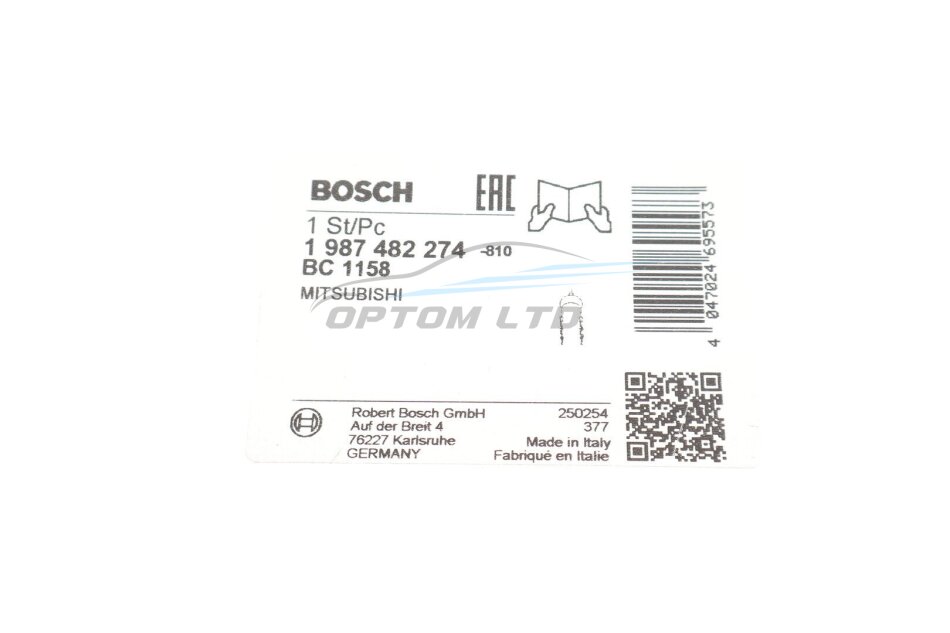 BOSCH
EAC
1 St/Pc
1 987 482 274 -810
BC 1158
MITSUBISHI
OPTOM LTD
4 047024 695573
Robert Bosch GmbH
Auf der Breit 4
76227 Karlsruhe
GERMANY
250254
377
Made in Italy
Fabriqué en Italie